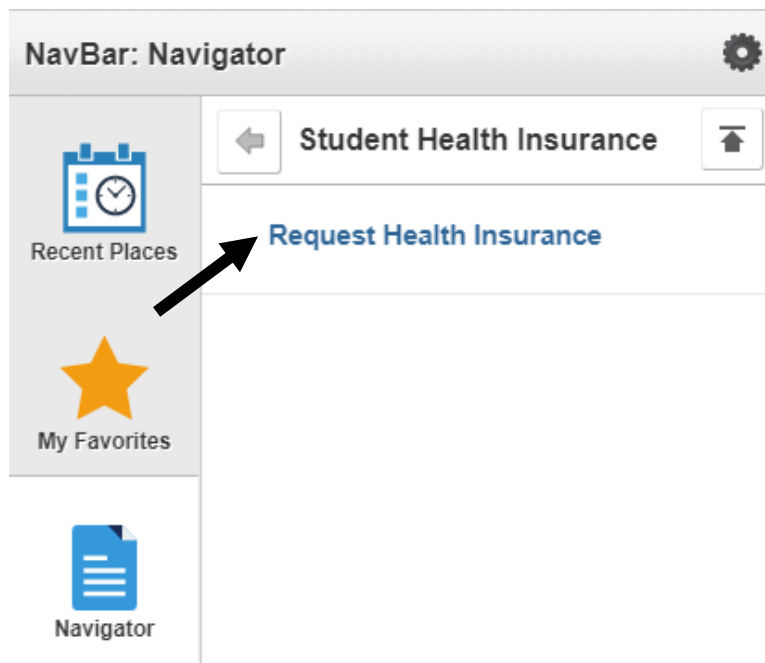 NavBar: Navigator
Student Health Insurance
Request Health Insurance
Recent Places
My Favorites
Navigator